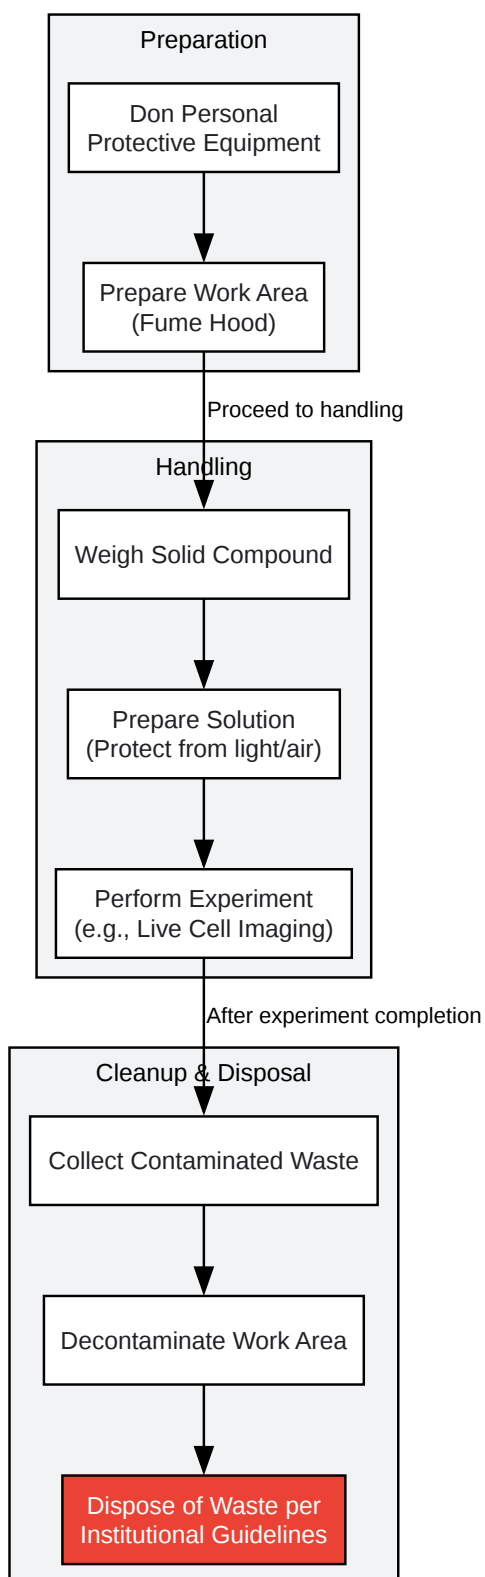 Preparation
Don Personal
Protective Equipment
Prepare Work Area
(Fume Hood)
Proceed to handling
Handling
Weigh Solid Compound
Prepare Solution
(Protect from light/air)
Perform Experiment
(e.g., Live Cell Imaging)
After experiment completion
Cleanup & Disposal
Collect Contaminated Waste
Decontaminate Work Area
Dispose of Waste per
Institutional Guidelines